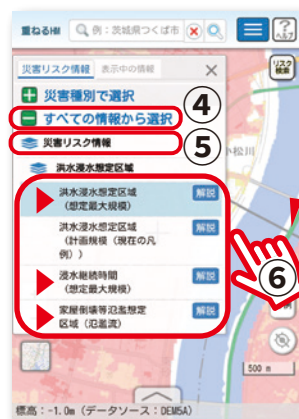 重ねるHM
例：茨城県つくば市
ヘルプ
災害リスク情報 表示中の情報
リスク検索
災害種別で選択
④
すべての情報から選択
⑤
災害リスク情報
洪水浸水想定区域
小松川
洪水浸水想定区域
（想定最大規模）
解説
洪水浸水想定区域
（計画規模（現在の凡
例））
解説
⑥
浸水継続時間
（想定最大規模）
解説
家屋倒壊等氾濫想定
区域（氾濫流）
解説
500 m
標高：-1.0m（データソース：DEM5A）